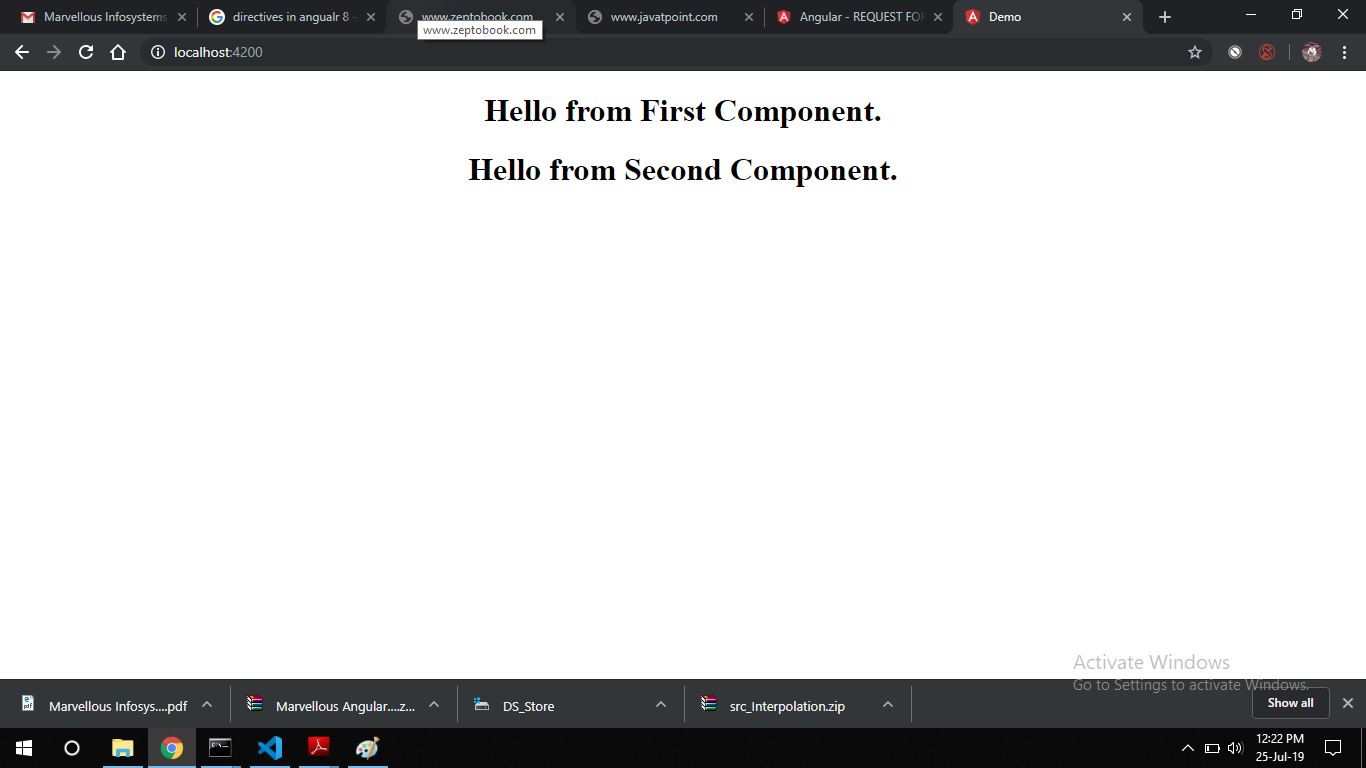 Marvellous Infosystems
directives in angualr 8 -
www.zeptobook.com
www.javatpoint.com
Angular - REQUEST FOR
Demo
www.zeptobook.com
localhost:4200
Hello from First Component.
Hello from Second Component.
Activate Windows
Go to Settings to activate Windows.
Marvellous Infosys....pdf
Marvellous Angular....z...
DS_Store
src_Interpolation.zip
Show all
12:22 PM
25-Jul-19